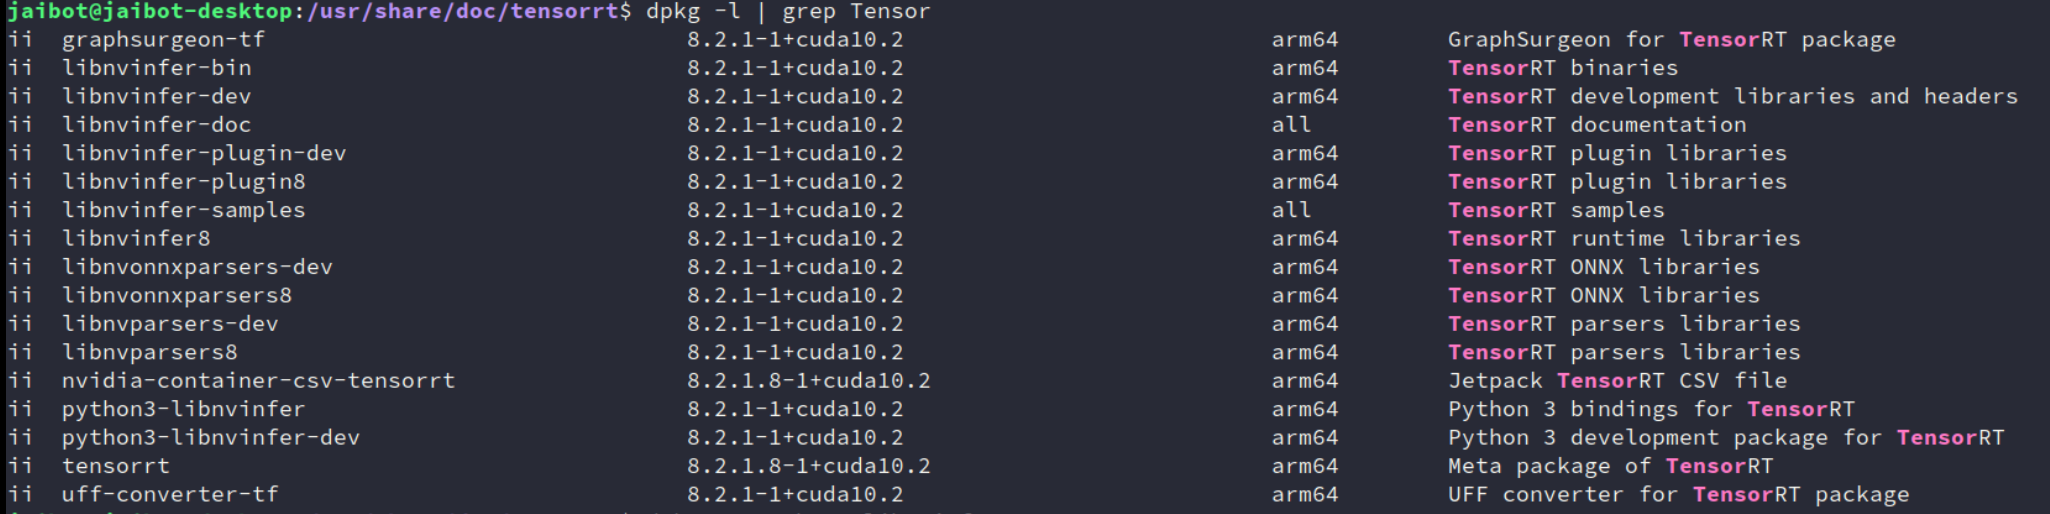 jaibot@jaibot-desktop:/usr/share/doc/tensorrt$ dpkg -l | grep Tensor
ii  graphsurgeon-tf  8.2.1-1+cuda10.2  arm64  GraphSurgeon for TensorRT package
ii  libnvinfer-bin  8.2.1-1+cuda10.2  arm64  TensorRT binaries
ii  libnvinfer-dev  8.2.1-1+cuda10.2  arm64  TensorRT development libraries and headers
ii  libnvinfer-doc  8.2.1-1+cuda10.2  all  TensorRT documentation
ii  libnvinfer-plugin-dev  8.2.1-1+cuda10.2  arm64  TensorRT plugin libraries
ii  libnvinfer-plugin8  8.2.1-1+cuda10.2  arm64  TensorRT plugin libraries
ii  libnvinfer-samples  8.2.1-1+cuda10.2  all  TensorRT samples
ii  libnvinfer8  8.2.1-1+cuda10.2  arm64  TensorRT runtime libraries
ii  libnvonnxparsers-dev  8.2.1-1+cuda10.2  arm64  TensorRT ONNX libraries
ii  libnvonnxparsers8  8.2.1-1+cuda10.2  arm64  TensorRT ONNX libraries
ii  libnvparsers-dev  8.2.1-1+cuda10.2  arm64  TensorRT parsers libraries
ii  libnvparsers8  8.2.1-1+cuda10.2  arm64  TensorRT parsers libraries
ii  nvidia-container-csv-tensorrt  8.2.1.8-1+cuda10.2  arm64  Jetpack TensorRT CSV file
ii  python3-libnvinfer  8.2.1-1+cuda10.2  arm64  Python 3 bindings for TensorRT
ii  python3-libnvinfer-dev  8.2.1-1+cuda10.2  arm64  Python 3 development package for TensorRT
ii  tensorrt  8.2.1.8-1+cuda10.2  arm64  Meta package of TensorRT
ii  uff-converter-tf  8.2.1-1+cuda10.2  arm64  UFF converter for TensorRT package